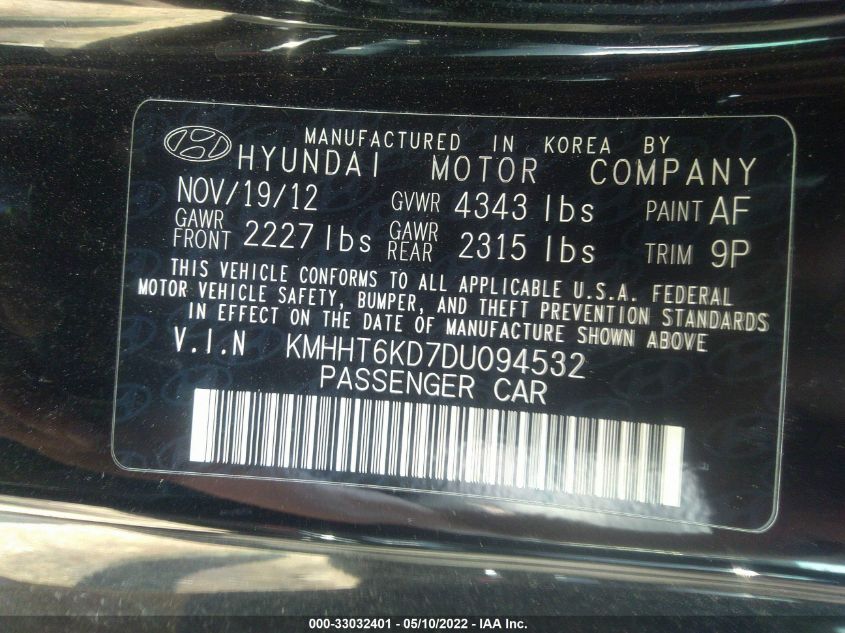 MANUFACTURED IN KOREA BY
HYUNDAI MOTOR COMPANY
NOV/19/12 GVWR 4343 lbs PAINT AF
GAWR FRONT 2227 lbs GAWR REAR 2315 lbs TRIM 9P
THIS VEHICLE CONFORMS TO ALL APPLICABLE U.S.A. FEDERAL
MOTOR VEHICLE SAFETY, BUMPER, AND THEFT PREVENTION STANDARDS
IN EFFECT ON THE DATE OF MANUFACTURE SHOWN ABOVE
V.I.N KMHHT6KD7DU094532
PASSENGER CAR
000-33032401 - 05/10/2022 - IAA Inc.